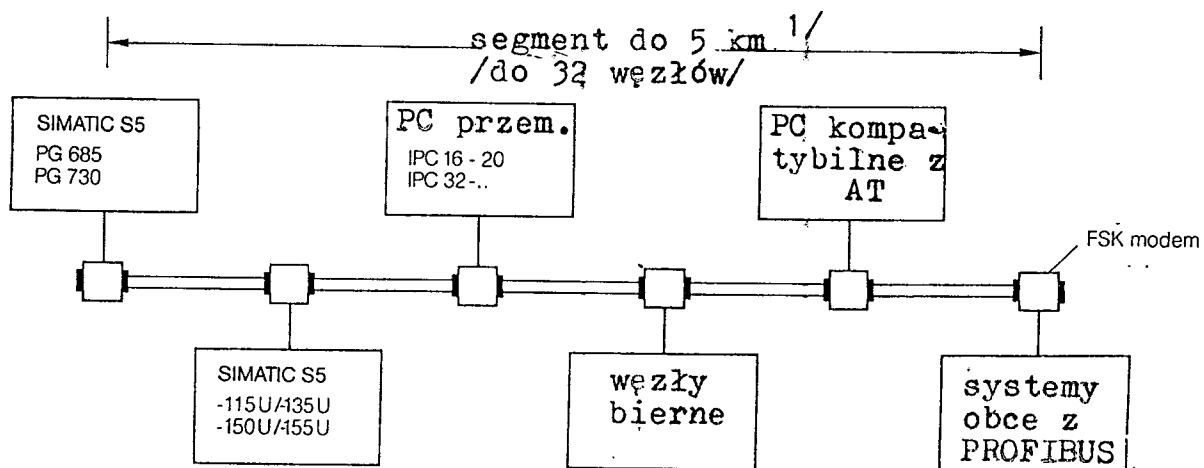 segment do 5 km 1/
/do 32 węzłów/
SIMATIC S5
PG 685
PG 730
PC przem.
IPC 16 - 20
IPC 32 -..
PC kompa-
tybilne z
AT
FSK modem
SIMATIC S5
-115U/-135U
-150U/-155U
węzły
bierne
systemy
obce z
PROFIBUS